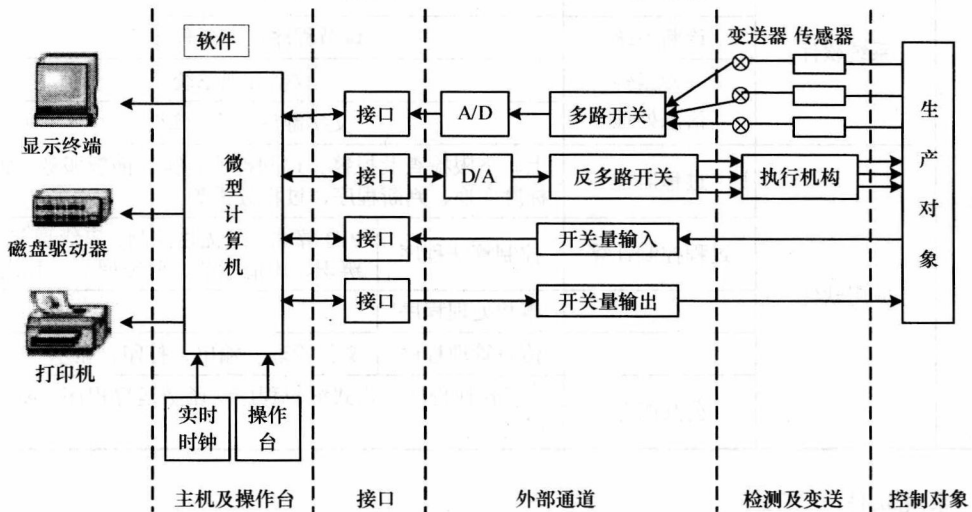 软件
变送器 传感器
显示终端
磁盘驱动器
打印机
微型计算机
接口
A/D
多路开关
接口
D/A
反多路开关
执行机构
接口
开关量输入
接口
开关量输出
生产对象
实时
时钟
操作
台
主机及操作台
接口
外部通道
检测及变送
控制对象